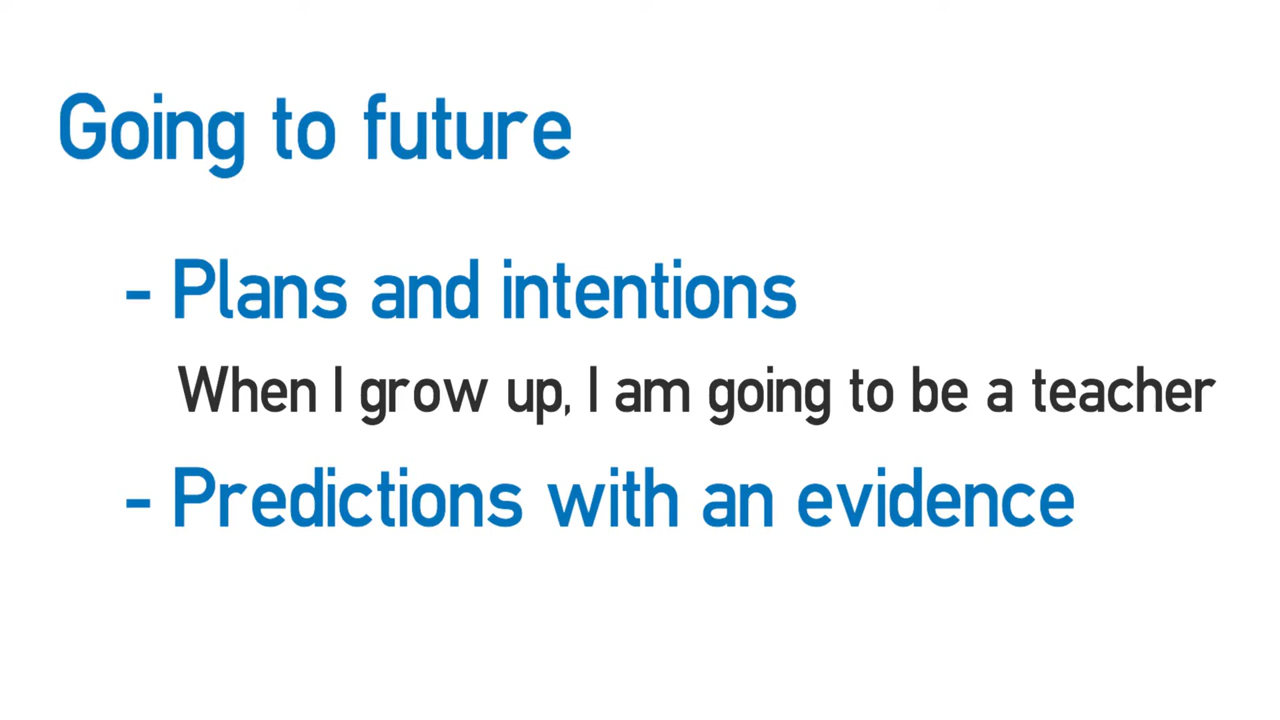 Going to future
- Plans and intentions
When I grow up, I am going to be a teacher
- Predictions with an evidence